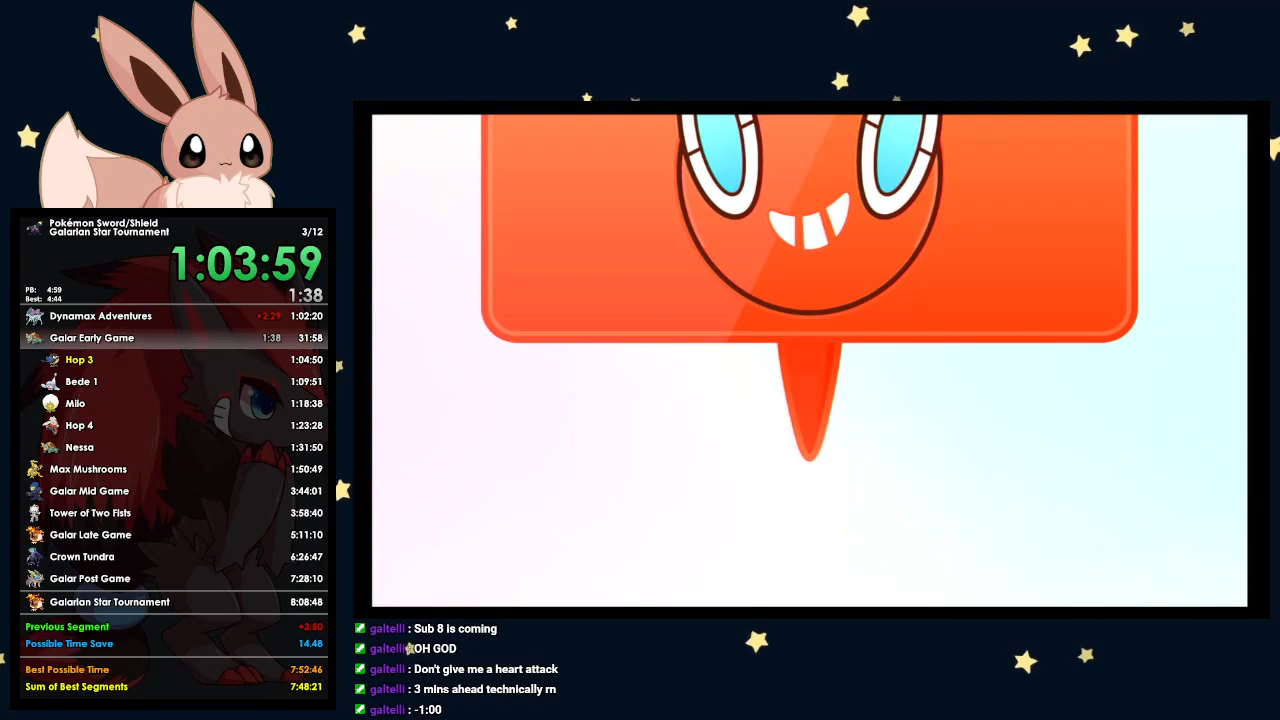 Pokémon Sword/Shield
Galarian Star Tournament 3/12
1:03:59
PB: 4:59
Best: 4:44
1:38
Dynamax Adventures +2:29 1:02:20
Galar Early Game 1:38 31:58
Hop 3 1:04:50
Bede 1 1:09:51
Milo 1:18:38
Hop 4 1:23:28
Nessa 1:31:50
Max Mushrooms 1:50:49
Galar Mid Game 3:44:01
Tower of Two Fists 3:58:40
Galar Late Game 5:11:10
Crown Tundra 6:26:47
Galar Post Game 7:28:10
Galarian Star Tournament 8:08:48
Previous Segment +3:50
Possible Time Save 14.48
Best Possible Time 7:52:46
Sum of Best Segments 7:48:21
galtelli : Sub 8 is coming
galtelli : OH GOD
galtelli : Don't give me a heart attack
galtelli : 3 mins ahead technically rn
galtelli : -1:00